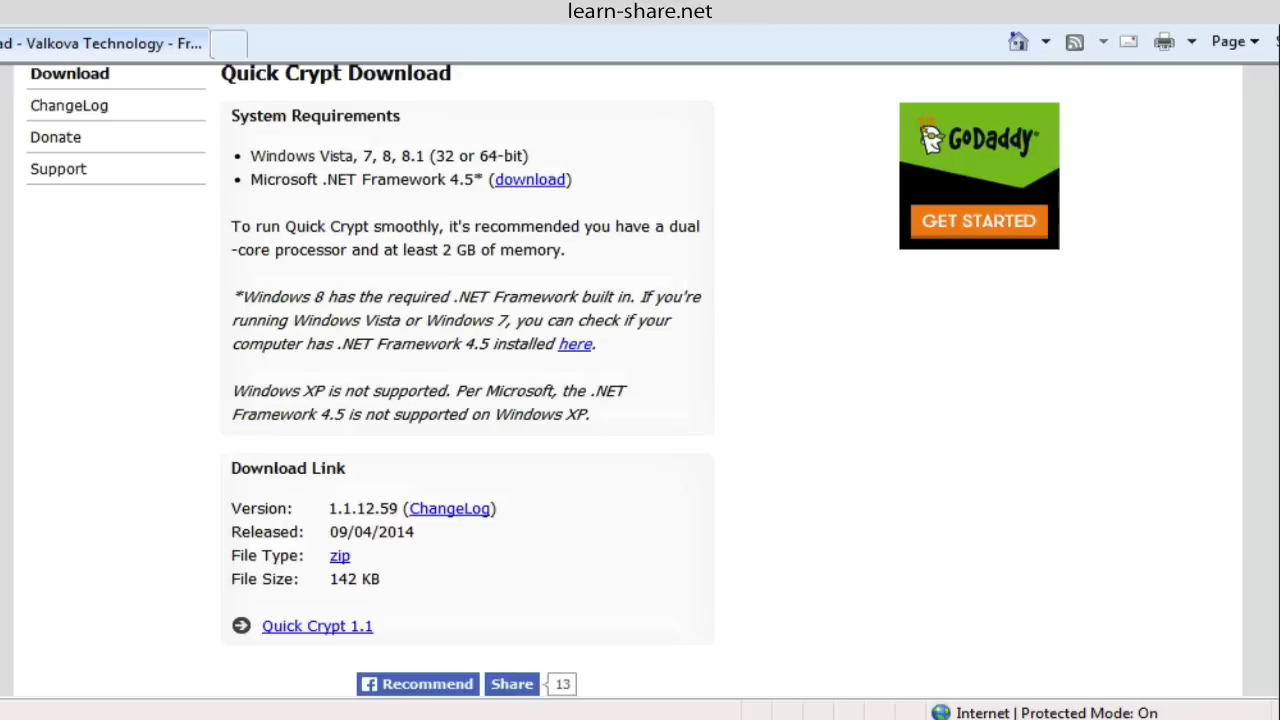 learn-share.net
ad - Valkova Technology - Fr...
Page
Download
ChangeLog
Donate
Support
Quick Crypt Download
System Requirements
• Windows Vista, 7, 8, 8.1 (32 or 64-bit)
• Microsoft .NET Framework 4.5* (download)
To run Quick Crypt smoothly, it's recommended you have a dual
-core processor and at least 2 GB of memory.
*Windows 8 has the required .NET Framework built in. If you're
running Windows Vista or Windows 7, you can check if your
computer has .NET Framework 4.5 installed here.
Windows XP is not supported. Per Microsoft, the .NET
Framework 4.5 is not supported on Windows XP.
GoDaddy
GET STARTED
Download Link
Version: 1.1.12.59 (ChangeLog)
Released: 09/04/2014
File Type: zip
File Size: 142 KB
Quick Crypt 1.1
Recommend Share 13
Internet | Protected Mode: On